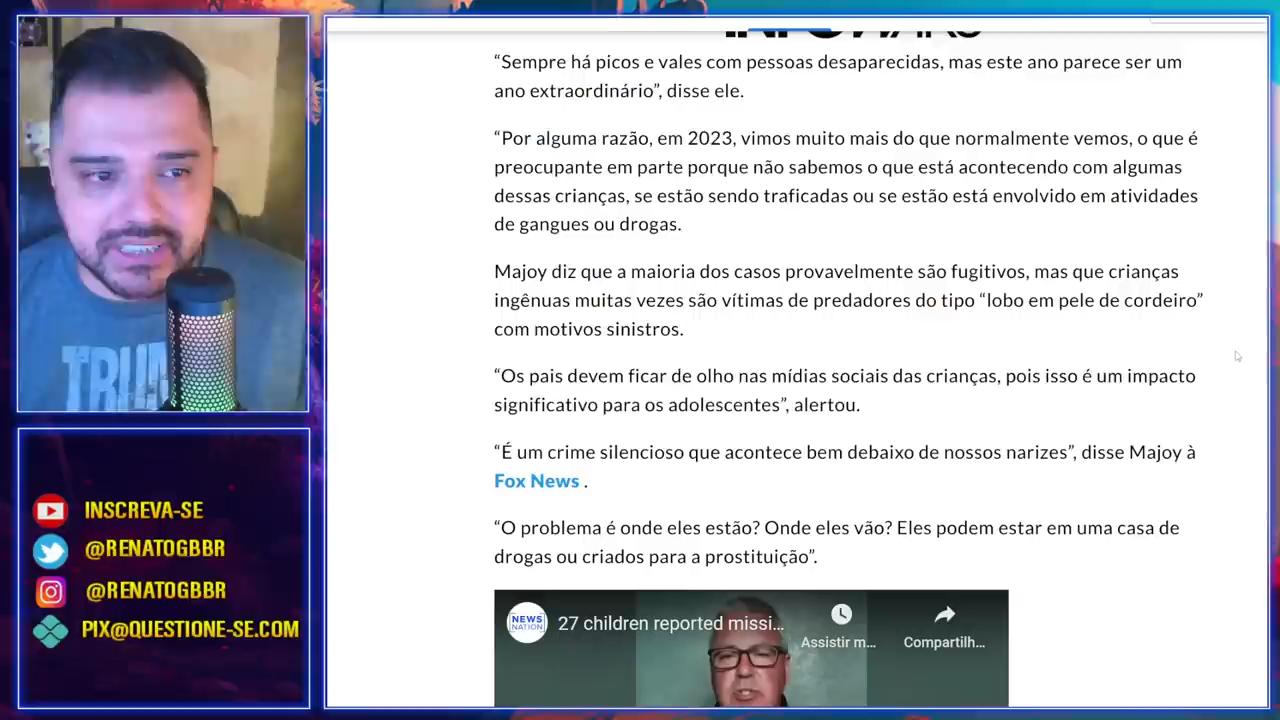 INFOWARS
“Sempre há picos e vales com pessoas desaparecidas, mas este ano parece ser um
ano extraordinário”, disse ele.
“Por alguma razão, em 2023, vimos muito mais do que normalmente vemos, o que é
preocupante em parte porque não sabemos o que está acontecendo com algumas
dessas crianças, se estão sendo traficadas ou se estão está envolvido em atividades
de gangues ou drogas.
Majoy diz que a maioria dos casos provavelmente são fugitivos, mas que crianças
ingênuas muitas vezes são vítimas de predadores do tipo “lobo em pele de cordeiro”
com motivos sinistros.
“Os pais devem ficar de olho nas mídias sociais das crianças, pois isso é um impacto
significativo para os adolescentes”, alertou.
“É um crime silencioso que acontece bem debaixo de nossos narizes”, disse Majoy à
Fox News .
“O problema é onde eles estão? Onde eles vão? Eles podem estar em uma casa de
drogas ou criados para a prostituição”.
NEWS
NATION
27 children reported missi...
Assistir m...
Compartilh...
TRUM
INSCREVA-SE
@RENATOGBBR
@RENATOGBBR
PIX@QUESTIONE-SE.COM